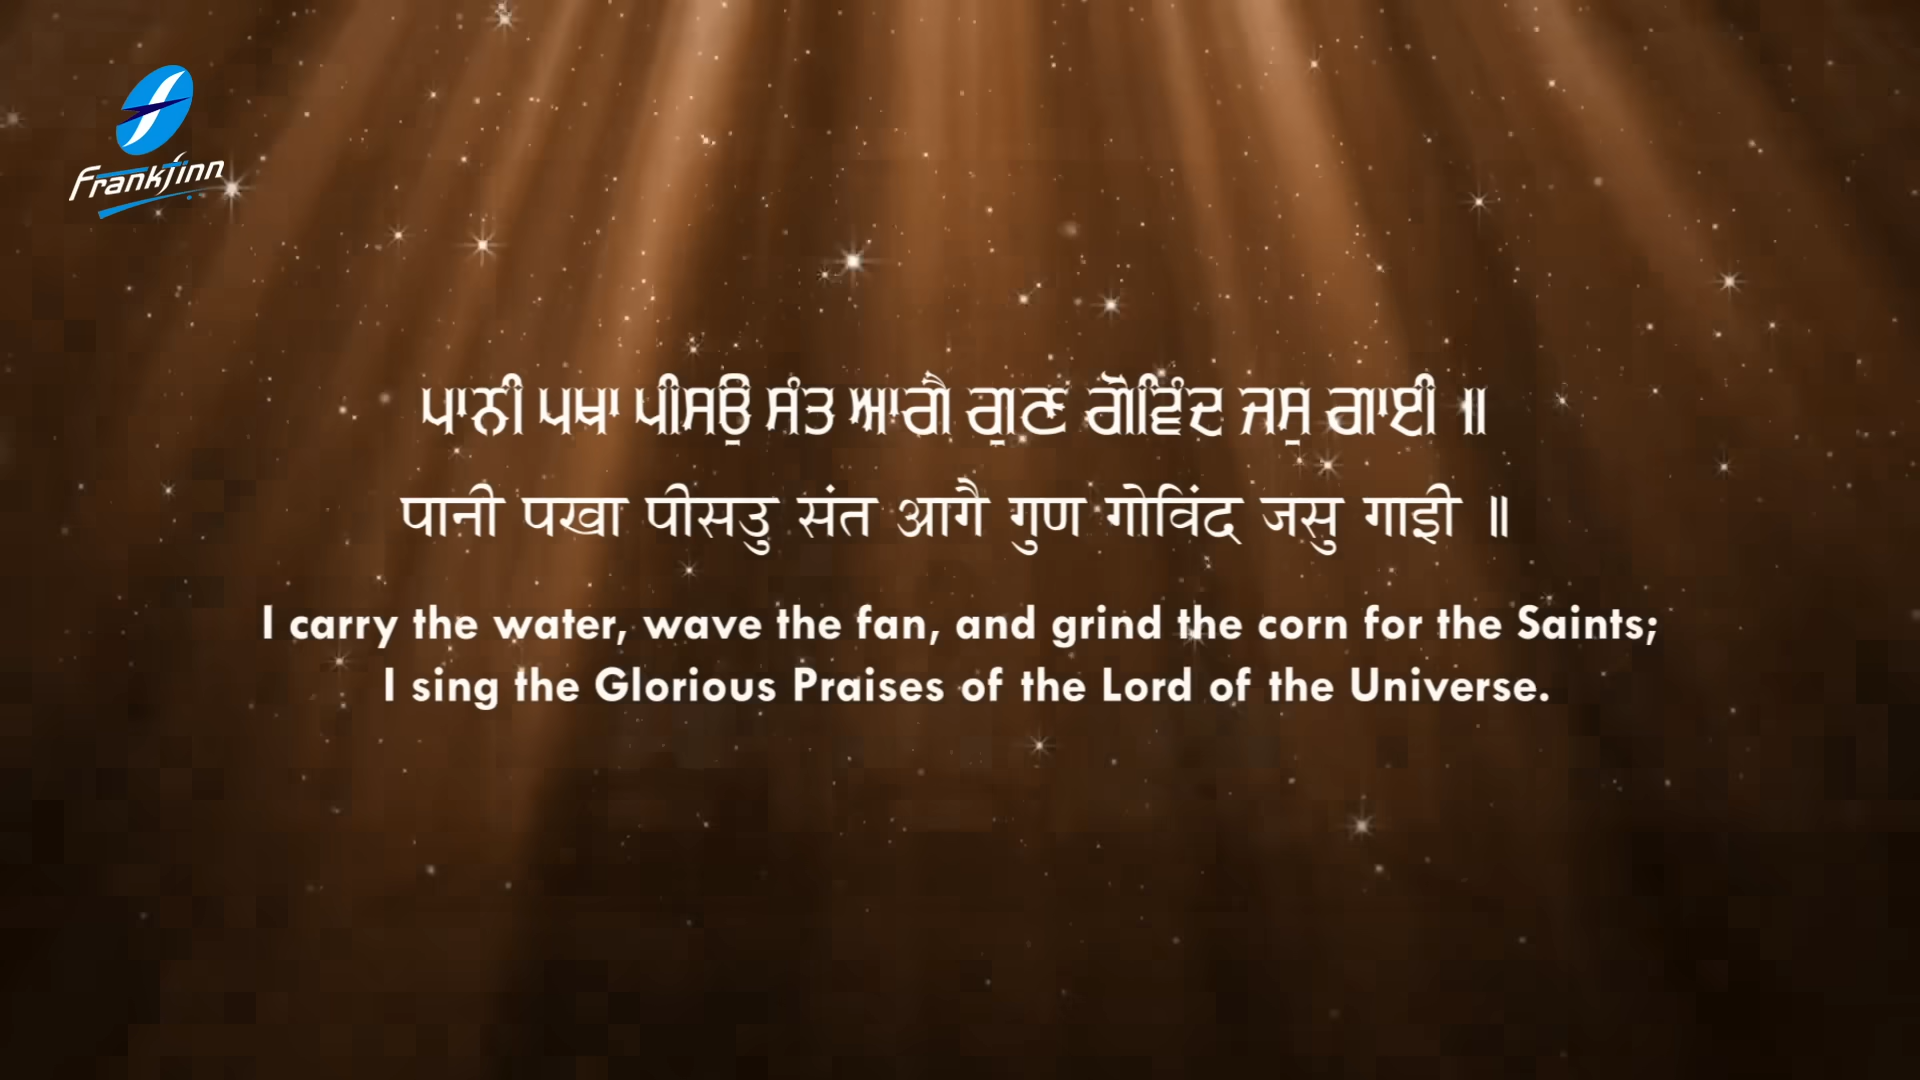 Frankfinn
ਪਾਨੀ ਪਖਾ ਪੀਸਉ ਸੰਤ ਆਗੈ ਗੁਣ ਗੋਵਿੰਦ ਜਸੁ ਗਾਈ ॥
पानी पखा पीसउु संत आगै गुण गोविंद् जसु गाइी ॥
I carry the water, wave the fan, and grind the corn for the Saints;
I sing the Glorious Praises of the Lord of the Universe.